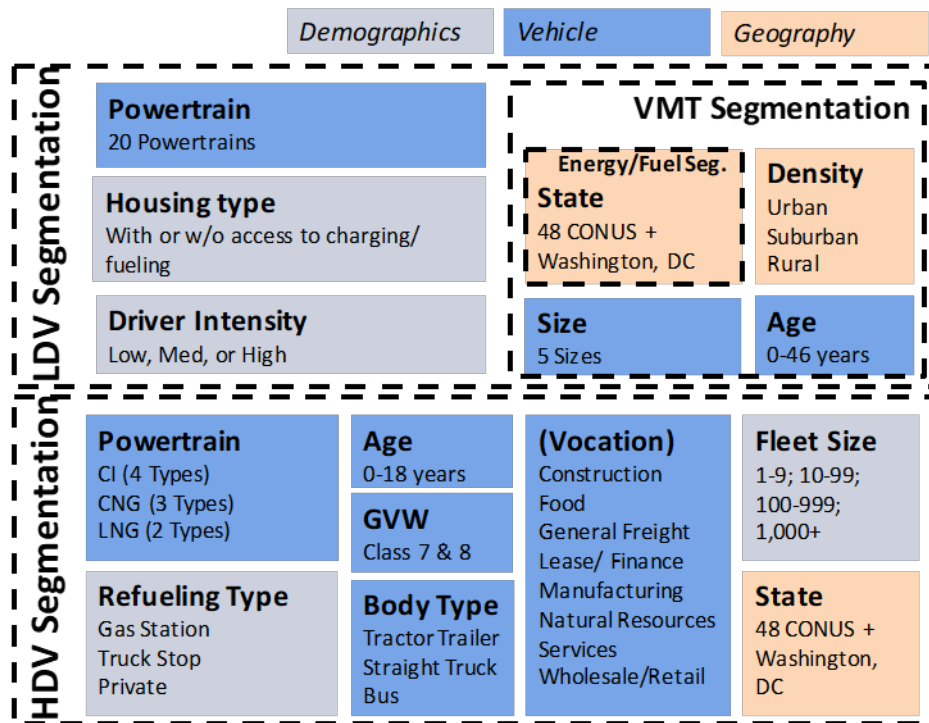 Demographics
Vehicle
Geography
LDV Segmentation
Powertrain
20 Powertrains
Housing type
With or w/o access to charging/
fueling
Driver Intensity
Low, Med, or High
VMT Segmentation
Energy/Fuel Seg.
State
48 CONUS +
Washington, DC
Density
Urban
Suburban
Rural
Size
5 Sizes
Age
0-46 years
HDV Segmentation
Powertrain
CI (4 Types)
CNG (3 Types)
LNG (2 Types)
Refueling Type
Gas Station
Truck Stop
Private
Age
0-18 years
GVW
Class 7 & 8
Body Type
Tractor Trailer
Straight Truck
Bus
(Vocation)
Construction
Food
General Freight
Lease/ Finance
Manufacturing
Natural Resources
Services
Wholesale/Retail
Fleet Size
1-9; 10-99;
100-999;
1,000+
State
48 CONUS +
Washington,
DC